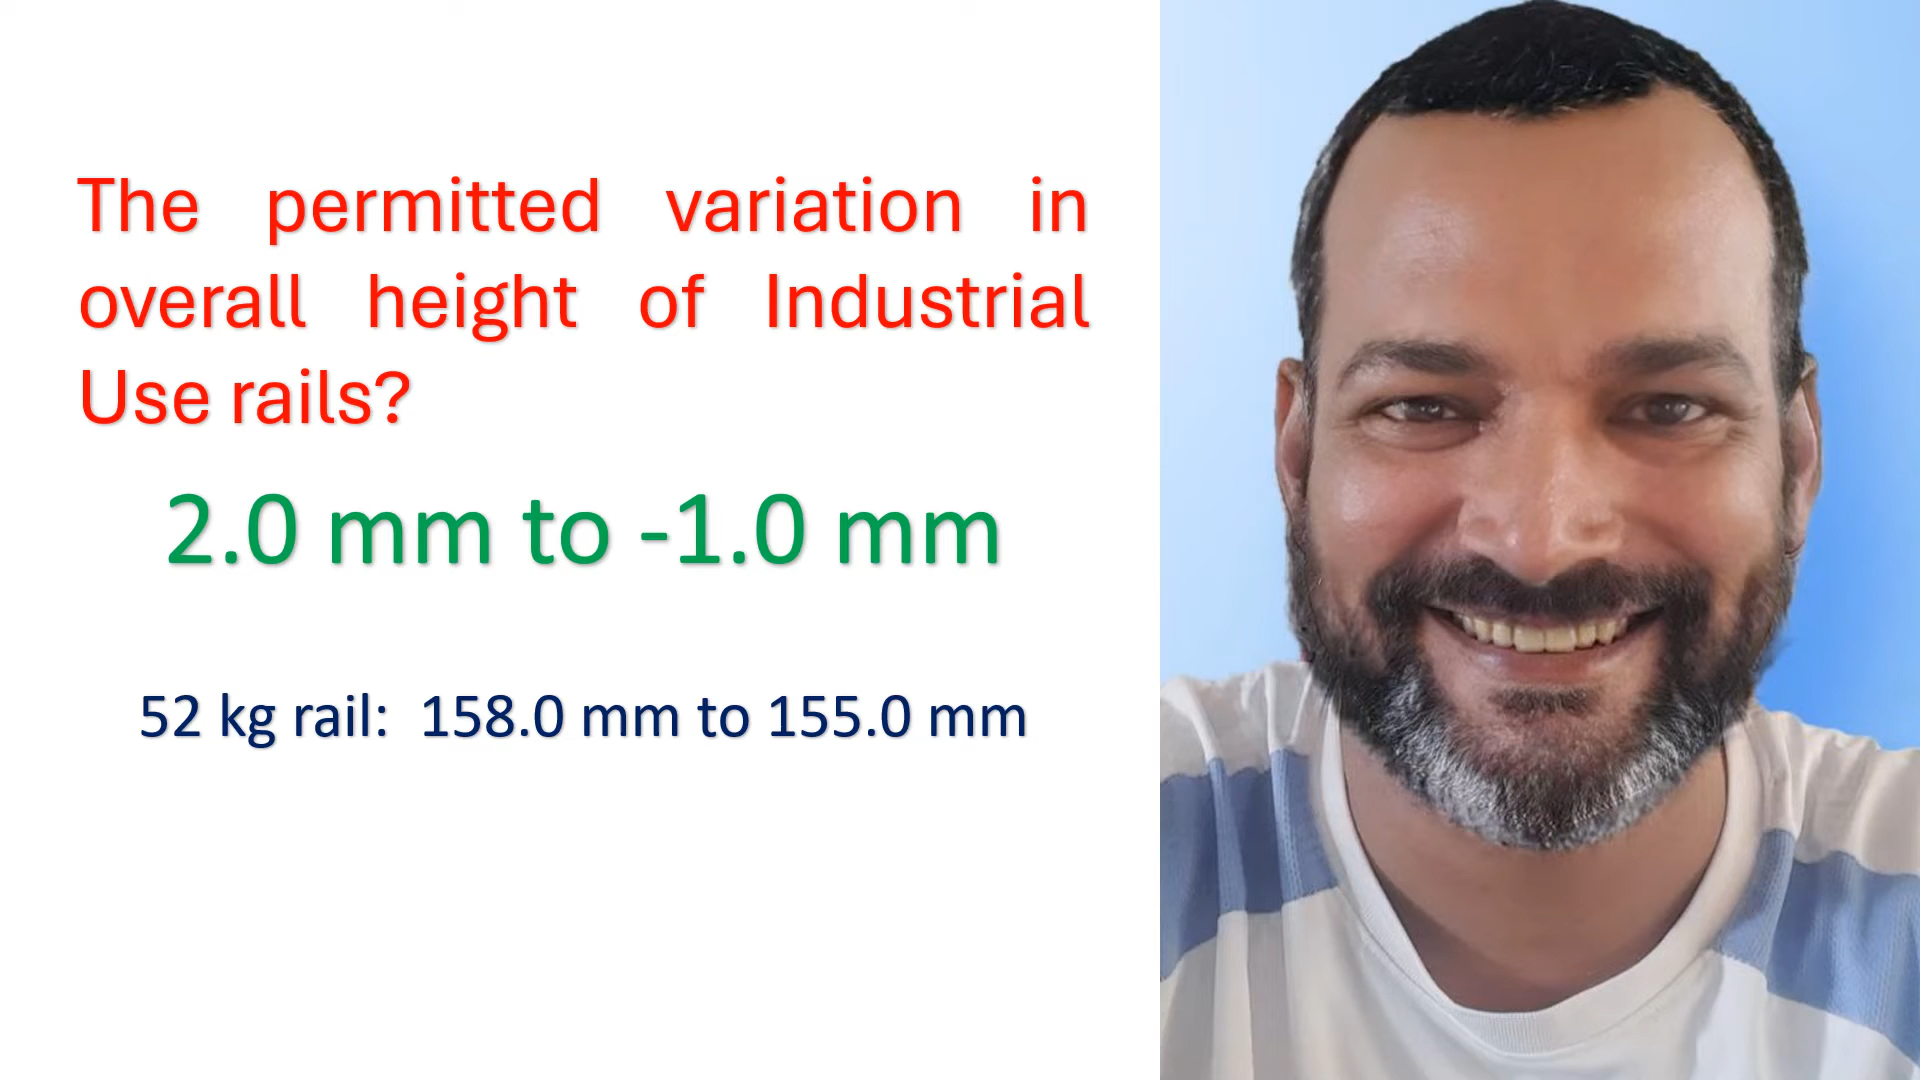 The permitted variation in
overall height of Industrial
Use rails?
2.0 mm to -1.0 mm
52 kg rail: 158.0 mm to 155.0 mm